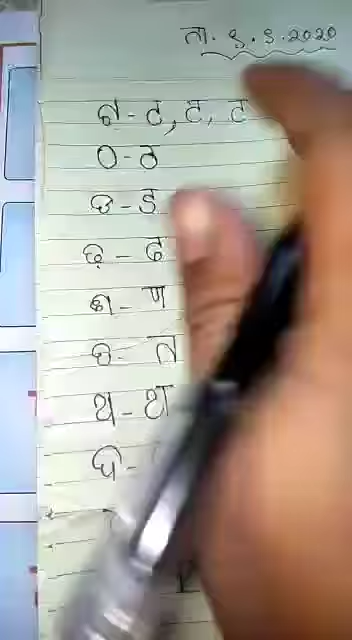 ता. २०२०
ଟ - ट, ट, ट
ଠ - ठ
ଡ - ड
ଢ - ढ
ଣ - ण
ତ - त
ଥ - थ
ଦ -